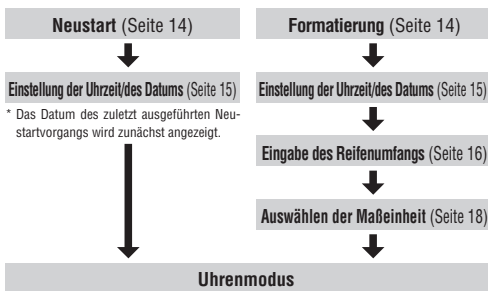 Neustart (Seite 14)
Einstellung der Uhrzeit/des Datums (Seite 15)
* Das Datum des zuletzt ausgeführten Neu-
startvorgangs wird zunächst angezeigt.
Formatierung (Seite 14)
Einstellung der Uhrzeit/des Datums (Seite 15)
Eingabe des Reifenumfangs (Seite 16)
Auswählen der Maßeinheit (Seite 18)
Uhrenmodus